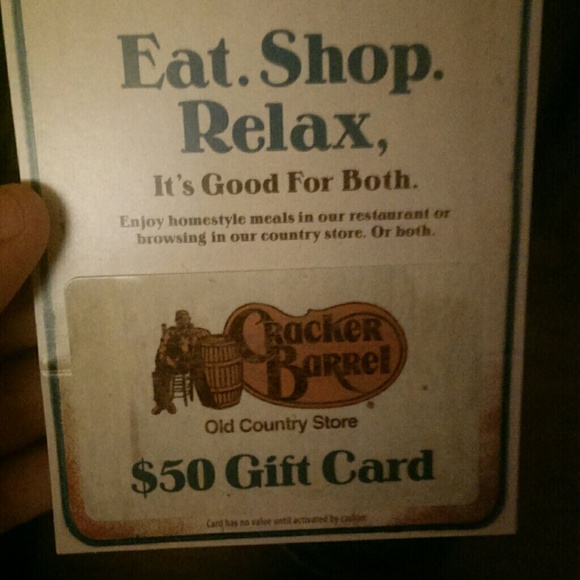 Eat. Shop.
Relax,
It's Good For Both.
Enjoy homestyle meals in our restaurant or
browsing in our country store. Or both.
Cracker
Barrel
®
Old Country Store
$50 Gift Card
Card has no value until activated by cashier.